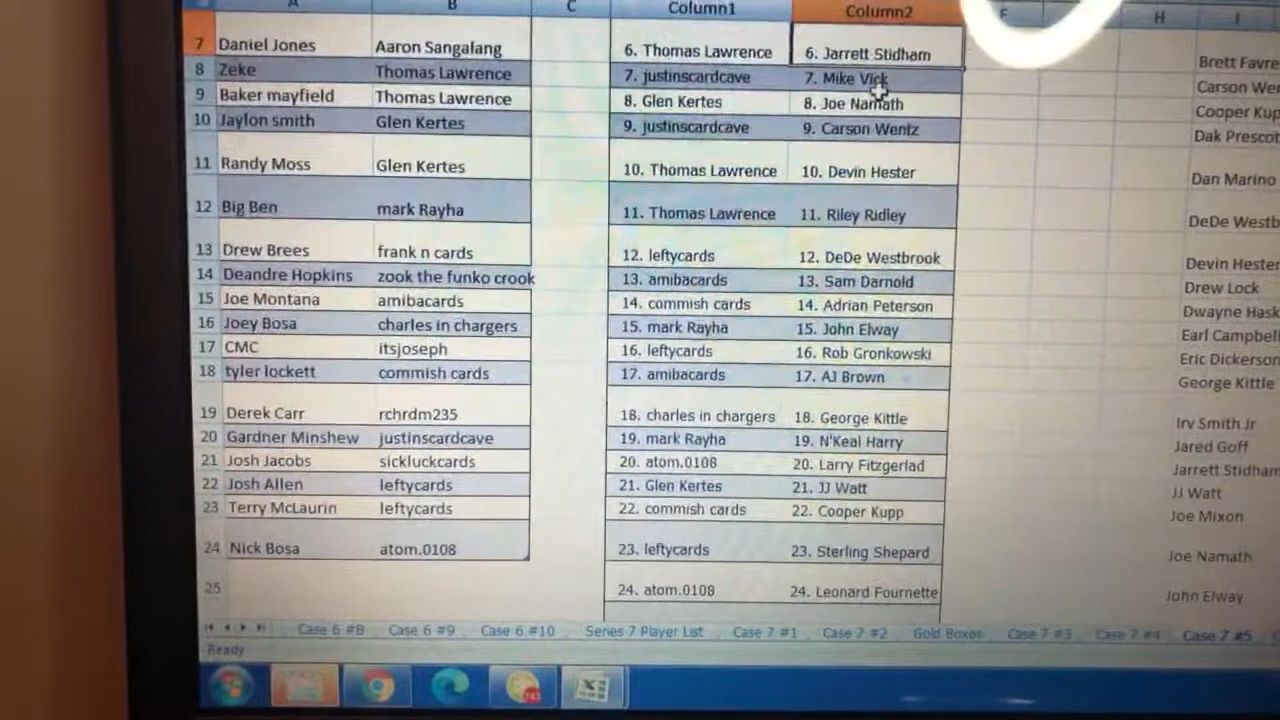 A B C Column1 Column2 F H I
7 Daniel Jones Aaron Sangalang 6. Thomas Lawrence 6. Jarrett Stidham Brett Favre
8 Zeke Thomas Lawrence 7. justinscardcave 7. Mike Vick Carson Wen
9 Baker mayfield Thomas Lawrence 8. Glen Kertes 8. Joe Namath Cooper Kup
10 Jaylon smith Glen Kertes 9. justinscardcave 9. Carson Wentz Dak Prescot
11 Randy Moss Glen Kertes 10. Thomas Lawrence 10. Devin Hester Dan Marino
12 Big Ben mark Rayha 11. Thomas Lawrence 11. Riley Ridley DeDe Westb
13 Drew Brees frank n cards 12. leftycards 12. DeDe Westbrook Devin Hester
14 Deandre Hopkins zook the funko crook 13. amibacards 13. Sam Darnold Drew Lock
15 Joe Montana amibacards 14. commish cards 14. Adrian Peterson Dwayne Hask
16 Joey Bosa charles in chargers 15. mark Rayha 15. John Elway Earl Campbel
17 CMC itsjoseph 16. leftycards 16. Rob Gronkowski Eric Dickerson
18 tyler lockett commish cards 17. amibacards 17. AJ Brown George Kittle
19 Derek Carr rchrdm235 18. charles in chargers 18. George Kittle Irv Smith Jr
20 Gardner Minshew justinscardcave 19. mark Rayha 19. N'Keal Harry Jared Goff
21 Josh Jacobs sickluckcards 20. atom.0108 20. Larry Fitzgerlad Jarrett Stidham
22 Josh Allen leftycards 21. Glen Kertes 21. JJ Watt JJ Watt
23 Terry McLaurin leftycards 22. commish cards 22. Cooper Kupp Joe Mixon
24 Nick Bosa atom.0108 23. leftycards 23. Sterling Shepard Joe Namath
25 24. atom.0108 24. Leonard Fournette John Elway
Case 6 #8 Case 6 #9 Case 6 #10 Series 7 Player List Case 7 #1 Case 7 #2 Gold Boxes Case 7 #3 Case 7 #4 Case 7 #5
Ready